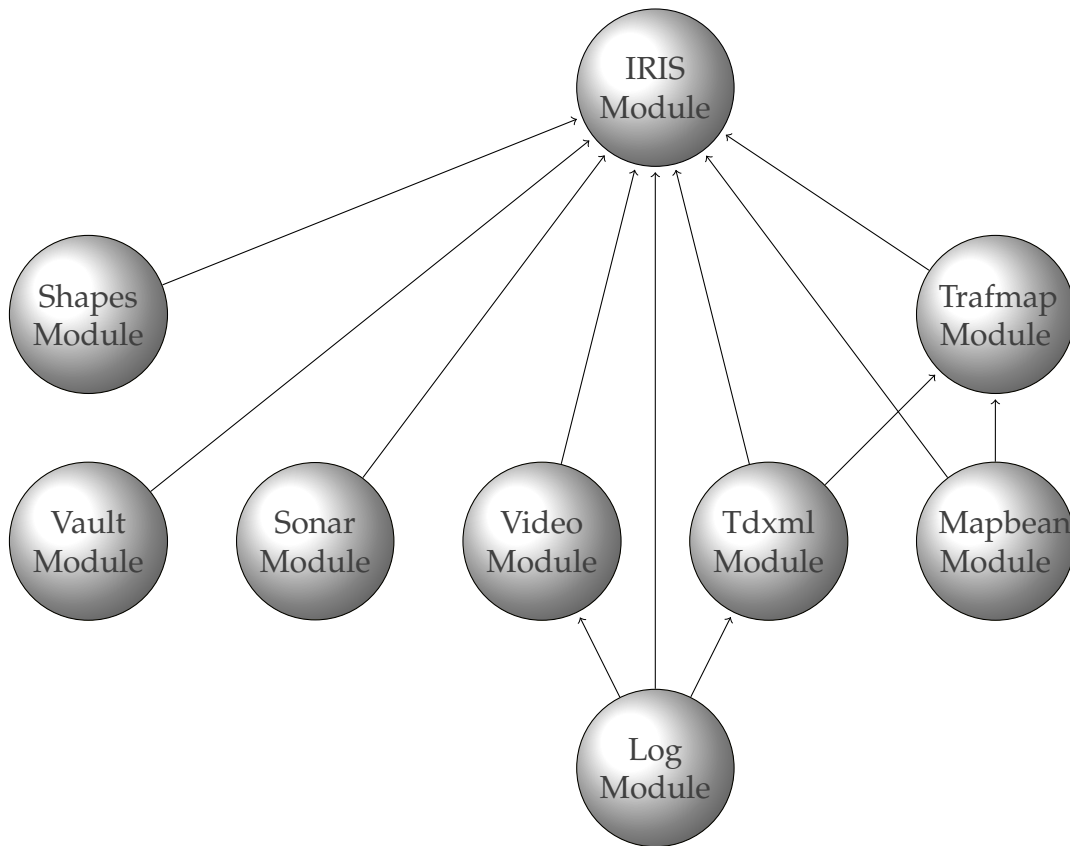 IRIS
Module
Shapes
Module
Trafmap
Module
Vault
Module
Sonar
Module
Video
Module
Tdxml
Module
Mapbean
Module
Log
Module